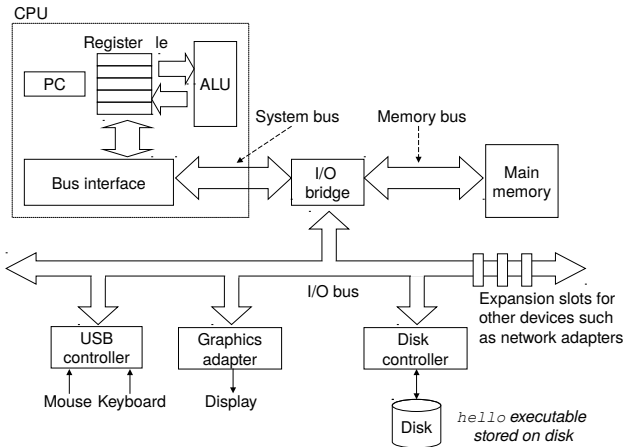 CPU
Register le
PC
ALU
System bus
Memory bus
Bus interface
I/O
bridge
Main
memory
I/O bus
Expansion slots for
other devices such
as network adapters
USB
controller
Graphics
adapter
Disk
controller
Mouse Keyboard
Display
Disk
hello executable
stored on disk